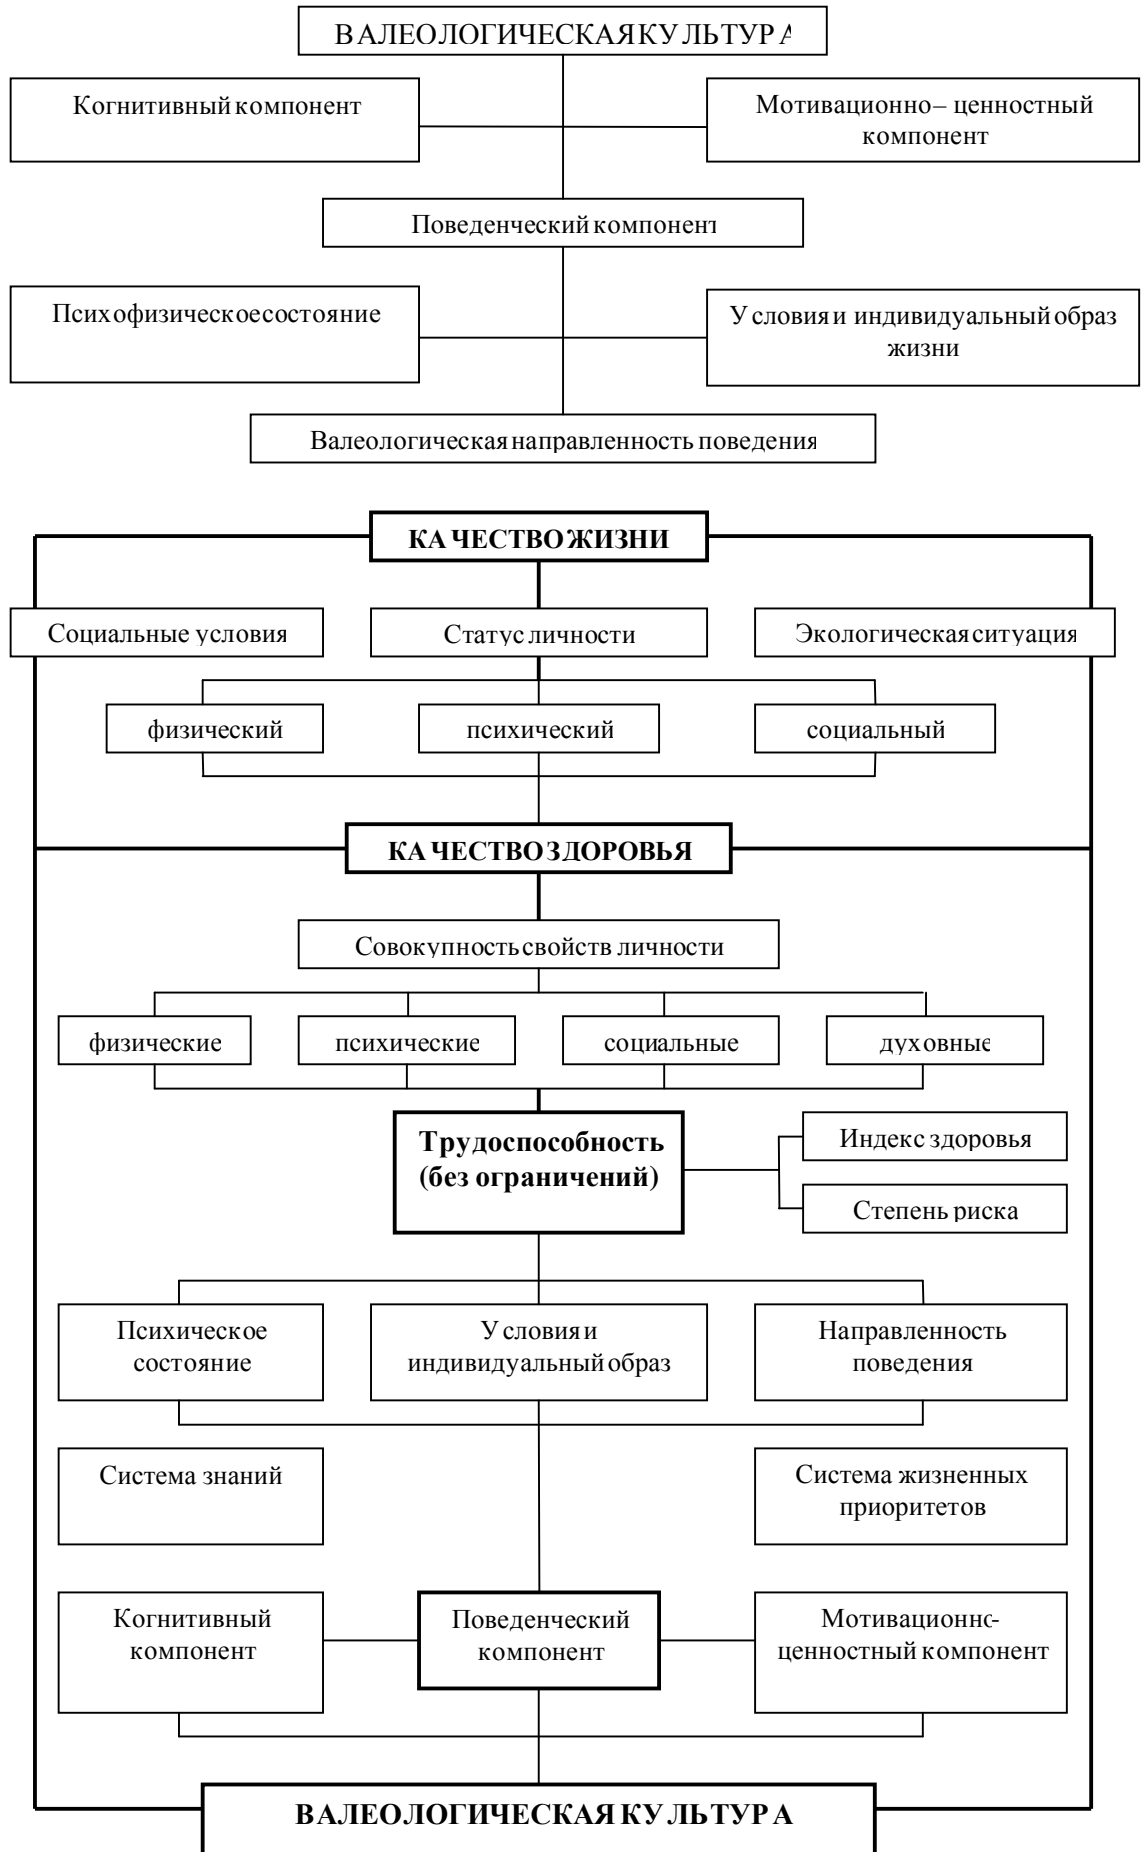 ВАЛЕОЛОГИЧЕСКАЯ КУЛЬТУРА
Когнитивный компонент
Мотивационно – ценностный
компонент
Поведенческий компонент
Психофизическое состояние
Условия и индивидуальный образ
жизни
Валеологическая направленность поведения
КАЧЕСТВО ЖИЗНИ
Социальные условия
Статус личности
Экологическая ситуация
физический
психический
социальный
КАЧЕСТВО ЗДОРОВЬЯ
Совокупность свойств личности
физические
психические
социальные
духовные
Трудоспособность
(без ограничений)
Индекс здоровья
Степень риска
Психическое
состояние
Условия и
индивидуальный образ
Направленность
поведения
Система знаний
Система жизненных
приоритетов
Когнитивный
компонент
Поведенческий
компонент
Мотивационно-
ценностный компонент
ВАЛЕОЛОГИЧЕСКАЯ КУЛЬТУРА